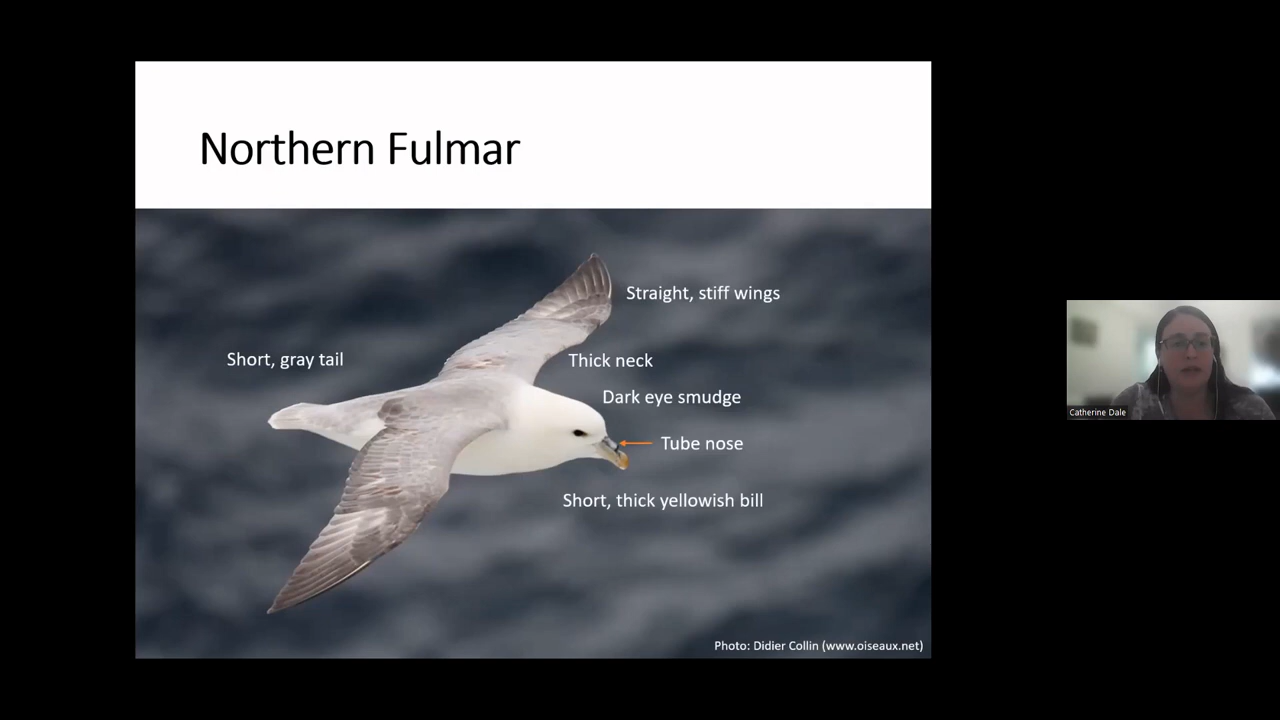 Northern Fulmar
Straight, stiff wings
Short, gray tail
Thick neck
Dark eye smudge
Tube nose
Short, thick yellowish bill
Catherine Dale
Photo: Didier Collin (www.oiseaux.net)